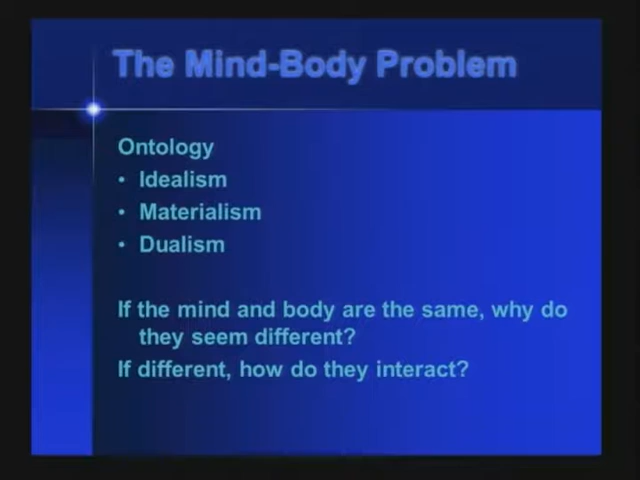 The Mind-Body Problem
Ontology
• Idealism
• Materialism
• Dualism
If the mind and body are the same, why do
they seem different?
If different, how do they interact?